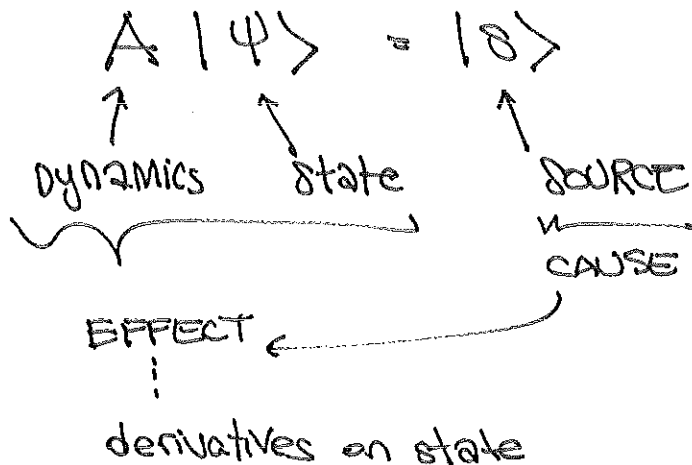 A |Ψ⟩ = |s⟩
Dynamics state SOURCE
CAUSE
EFFECT
derivatives on state